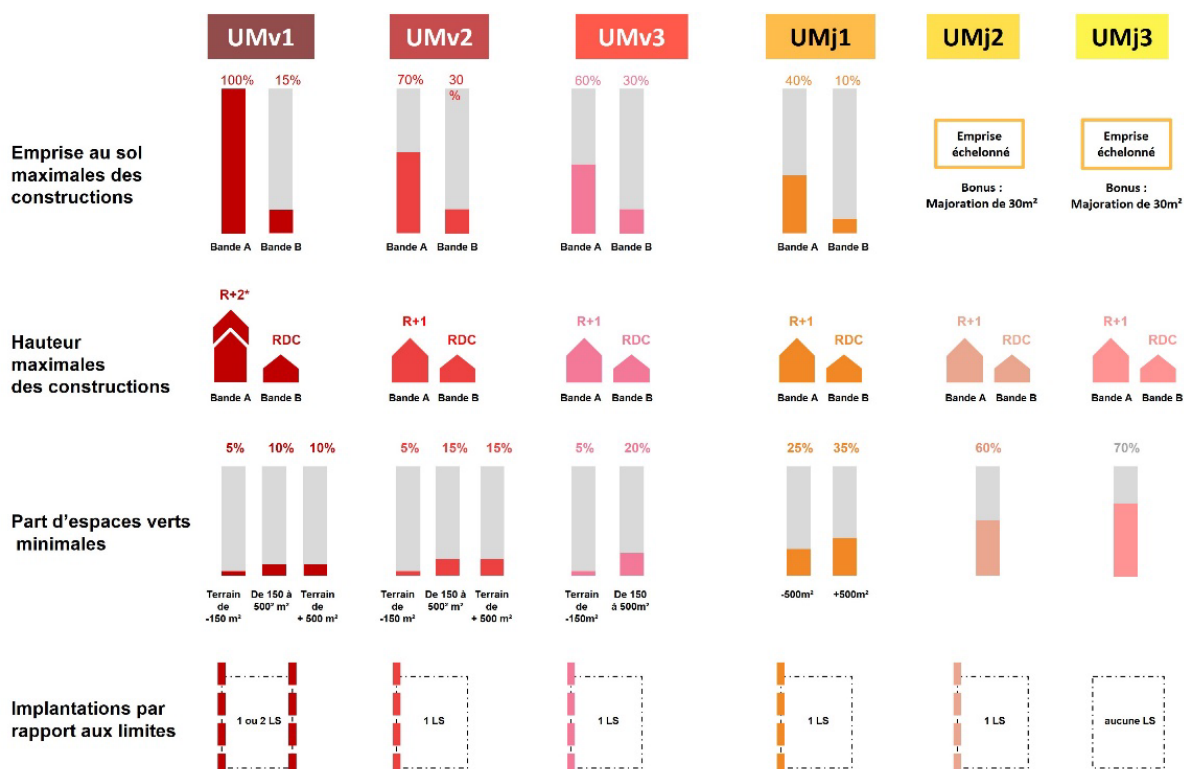 UMv1 UMv2 UMv3 UMj1 UMj2 UMj3
Emprise au sol
maximales des
constructions
100% 15%
Bande A Bande B
70% 30
%
Bande A Bande B
60% 30%
Bande A Bande B
40% 10%
Bande A Bande B
Emprise
échelonné
Bonus :
Majoration de 30m²
Emprise
échelonné
Bonus :
Majoration de 30m²
Hauteur
maximales
des constructions
R+2*
RDC
Bande A Bande B
R+1
RDC
Bande A Bande B
R+1
RDC
Bande A Bande B
R+1
RDC
Bande A Bande B
R+1
RDC
Bande A Bande B
R+1
RDC
Bande A Bande B
Part d'espaces verts
minimales
5% 10% 10%
Terrain
de
-150 m²
De 150 à
500² m²
Terrain
de
+ 500 m²
5% 15% 15%
Terrain
de
-150 m²
De 150 à
500² m²
Terrain
de
+ 500 m²
5% 20%
Terrain
de
-150m²
De 150
à 500m²
25% 35%
-500m² +500m²
60%
70%
Implantations par
rapport aux limites
1 ou 2 LS
1 LS
1 LS
1 LS
1 LS
aucune LS